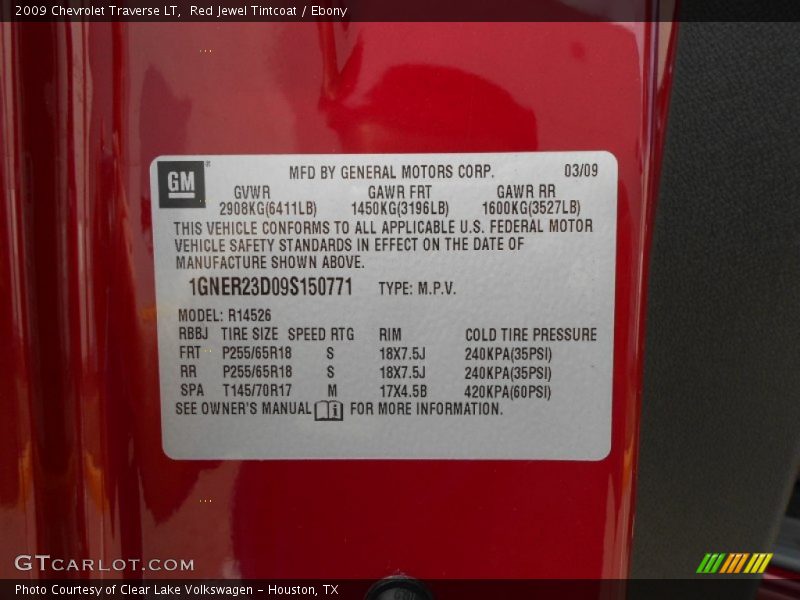 2009 Chevrolet Traverse LT,  Red Jewel Tintcoat / Ebony
GM
MFD BY GENERAL MOTORS CORP. 03/09
GVWR GAWR FRT GAWR RR
2908KG(6411LB) 1450KG(3196LB) 1600KG(3527LB)
THIS VEHICLE CONFORMS TO ALL APPLICABLE U.S. FEDERAL MOTOR
VEHICLE SAFETY STANDARDS IN EFFECT ON THE DATE OF
MANUFACTURE SHOWN ABOVE.
1GNER23D09S150771 TYPE: M.P.V.
MODEL: R14526
RBBJ TIRE SIZE SPEED RTG RIM COLD TIRE PRESSURE
FRT P255/65R18 S 18X7.5J 240KPA(35PSI)
RR P255/65R18 S 18X7.5J 240KPA(35PSI)
SPA T145/70R17 M 17X4.5B 420KPA(60PSI)
SEE OWNER'S MANUAL i FOR MORE INFORMATION.
GTCARLOT.COM
Photo Courtesy of Clear Lake Volkswagen - Houston, TX